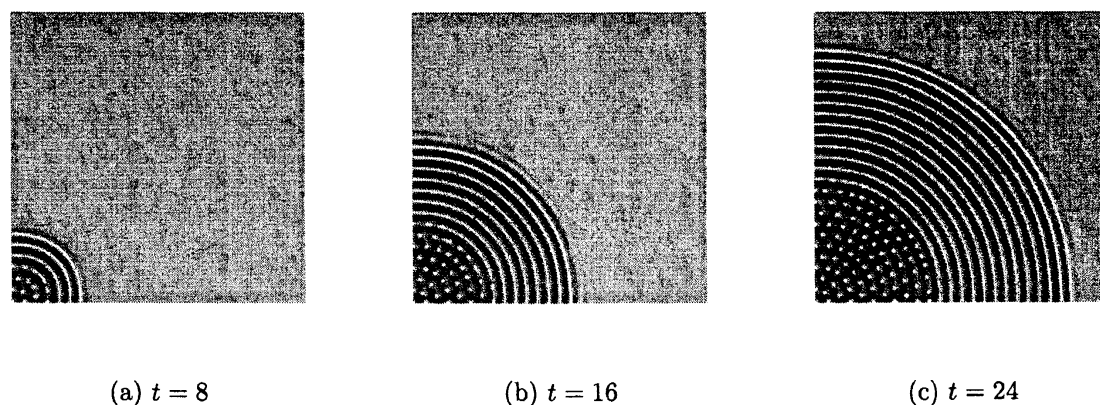 (a) t = 8
(b) t = 16
(c) t = 24